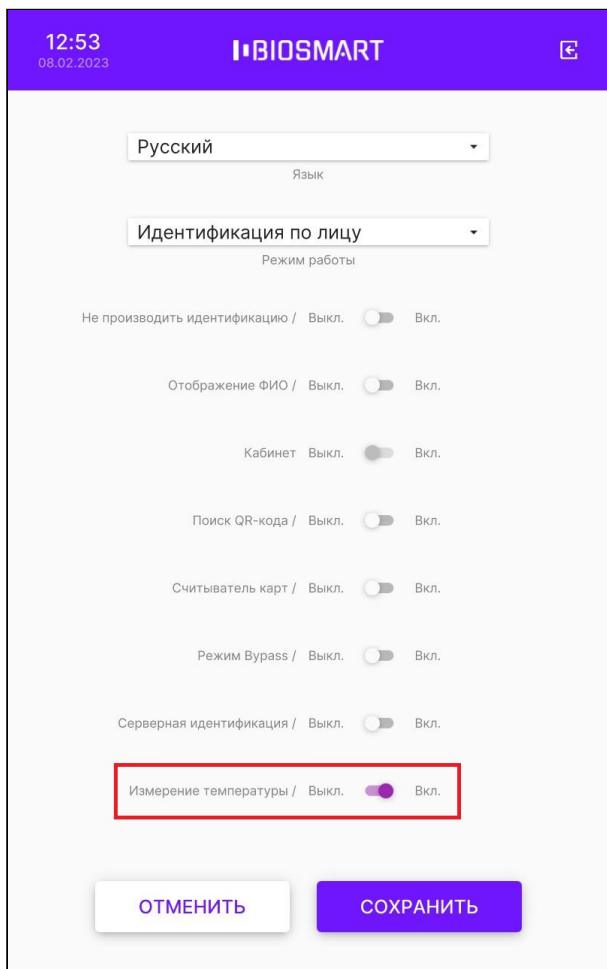 12:53
08.02.2023
BIOSMART
Русский
Язык
Идентификация по лицу
Режим работы
Не производить идентификацию / Выкл. Вкл.
Отображение ФИО / Выкл. Вкл.
Кабинет Выкл. Вкл.
Поиск QR-кода / Выкл. Вкл.
Считыватель карт / Выкл. Вкл.
Режим Bypass / Выкл. Вкл.
Серверная идентификация / Выкл. Вкл.
Измерение температуры / Выкл. Вкл.
ОТМЕНИТЬ СОХРАНИТЬ